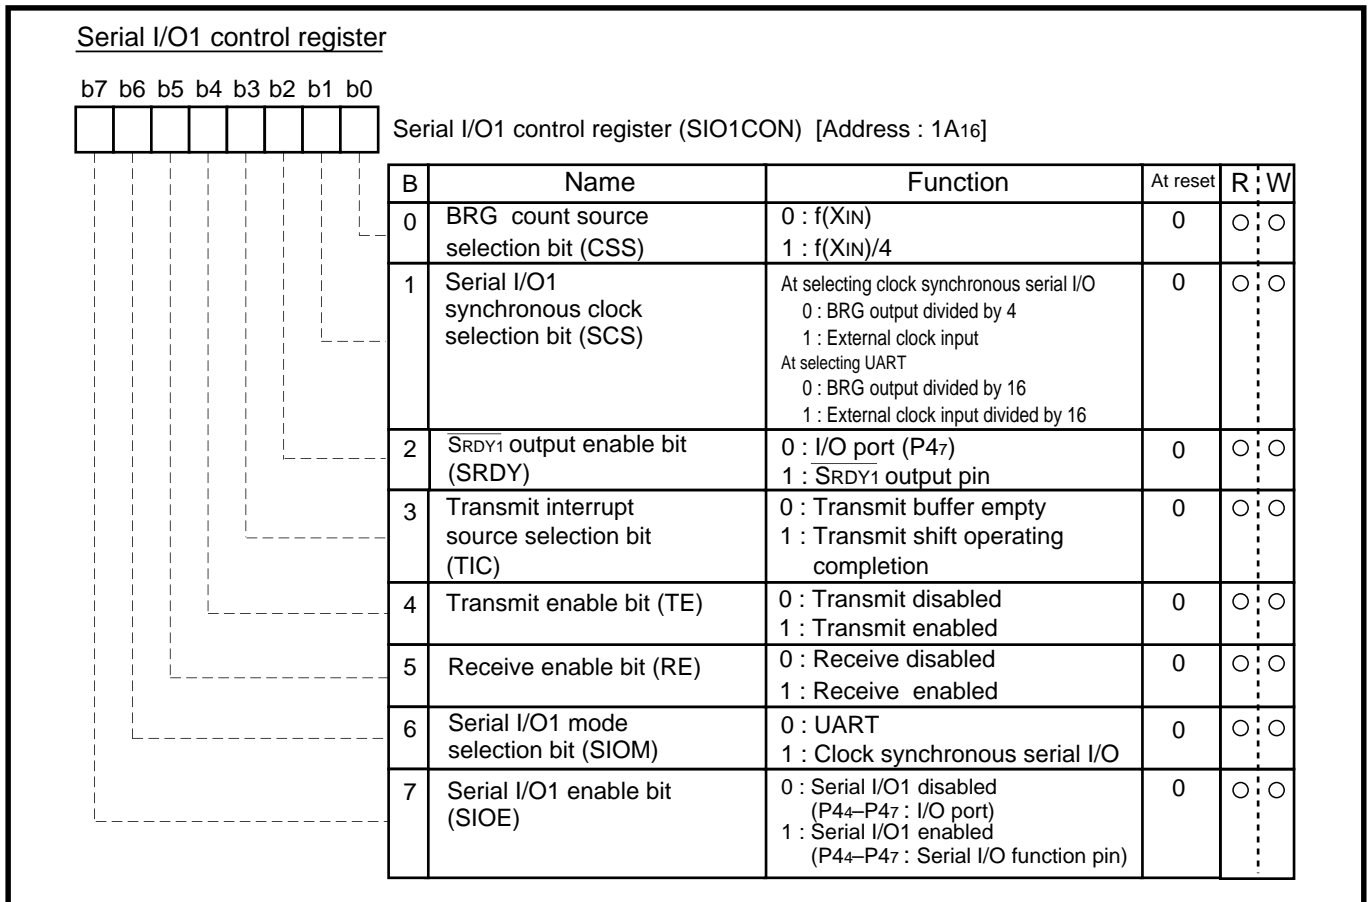 Serial I/O1 control register
b7 b6 b5 b4 b3 b2 b1 b0
Serial I/O1 control register (SIO1CON) [Address : 1A16]
B Name Function At reset R W
0 BRG count source selection bit (CSS) 0 : f(XIN) 0
1 : f(XIN)/4
1 Serial I/O1 synchronous clock selection bit (SCS) At selecting clock synchronous serial I/O 0
0 : BRG output divided by 4
1 : External clock input
At selecting UART
0 : BRG output divided by 16
1 : External clock input divided by 16
2 SRDY1 output enable bit (SRDY) 0 : I/O port (P47) 0
1 : SRDY1 output pin
3 Transmit interrupt source selection bit (TIC) 0 : Transmit buffer empty 0
1 : Transmit shift operating completion
4 Transmit enable bit (TE) 0 : Transmit disabled 0
1 : Transmit enabled
5 Receive enable bit (RE) 0 : Receive disabled 0
1 : Receive enabled
6 Serial I/O1 mode selection bit (SIOM) 0 : UART 0
1 : Clock synchronous serial I/O
7 Serial I/O1 enable bit (SIOE) 0 : Serial I/O1 disabled 0
(P44–P47 : I/O port)
1 : Serial I/O1 enabled
(P44–P47 : Serial I/O function pin)